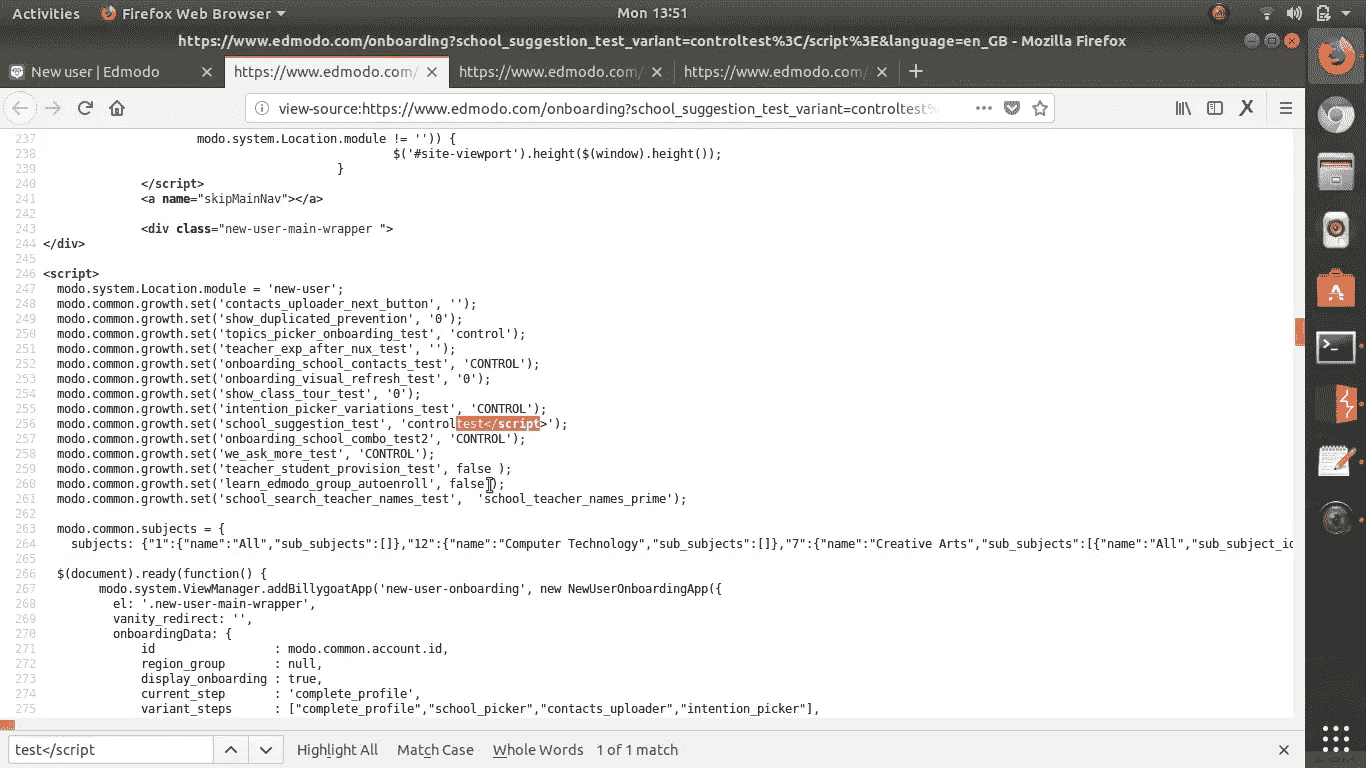 Activities Firefox Web Browser Mon 13:51
https://www.edmodo.com/onboarding?school_suggestion_test_variant=controltest%3C/script%3E&language=en_GB - Mozilla Firefox
New user | Edmodo https://www.edmodo.com/ https://www.edmodo.com/ https://www.edmodo.com/
view-source:https://www.edmodo.com/onboarding?school_suggestion_test_variant=controltest%
237 modo.system.Location.module != '')) {
238 $('#site-viewport').height($(window).height());
239 }
240 </script>
241 <a name="skipMainNav"></a>
242
243 <div class="new-user-main-wrapper ">
244 </div>
245
246 <script>
247 modo.system.Location.module = 'new-user';
248 modo.common.growth.set('contacts_uploader_next_button', '');
249 modo.common.growth.set('show_duplicated_prevention', '0');
250 modo.common.growth.set('topics_picker_onboarding_test', 'control');
251 modo.common.growth.set('teacher_exp_after_nux_test', '');
252 modo.common.growth.set('onboarding_school_contacts_test', 'CONTROL');
253 modo.common.growth.set('onboarding_visual_refresh_test', '0');
254 modo.common.growth.set('show_class_tour_test', '0');
255 modo.common.growth.set('intention_picker_variations_test', 'CONTROL');
256 modo.common.growth.set('school_suggestion_test', 'controltest</script>');
257 modo.common.growth.set('onboarding_school_combo_test2', 'CONTROL');
258 modo.common.growth.set('we_ask_more_test', 'CONTROL');
259 modo.common.growth.set('teacher_student_provision_test', false );
260 modo.common.growth.set('learn_edmodo_group_autoenroll', false );
261 modo.common.growth.set('school_search_teacher_names_test', 'school_teacher_names_prime');
262
263 modo.common.subjects = {
264 subjects: {"1":{"name":"All","sub_subjects":[]},"12":{"name":"Computer Technology","sub_subjects":[]},"7":{"name":"Creative Arts","sub_subjects":[{"name":"All","sub_subject_id
265
266 $(document).ready(function() {
267 modo.system.ViewManager.addBillygoatApp('new-user-onboarding', new NewUserOnboardingApp({
268 el: '.new-user-main-wrapper',
269 vanity_redirect: '',
270 onboardingData: {
271 id : modo.common.account.id,
272 region_group : null,
273 display_onboarding : true,
274 current_step : 'complete_profile',
275 variant_steps : ["complete_profile","school_picker","contacts_uploader","intention_picker"],
test</script Highlight All Match Case Whole Words 1 of 1 match